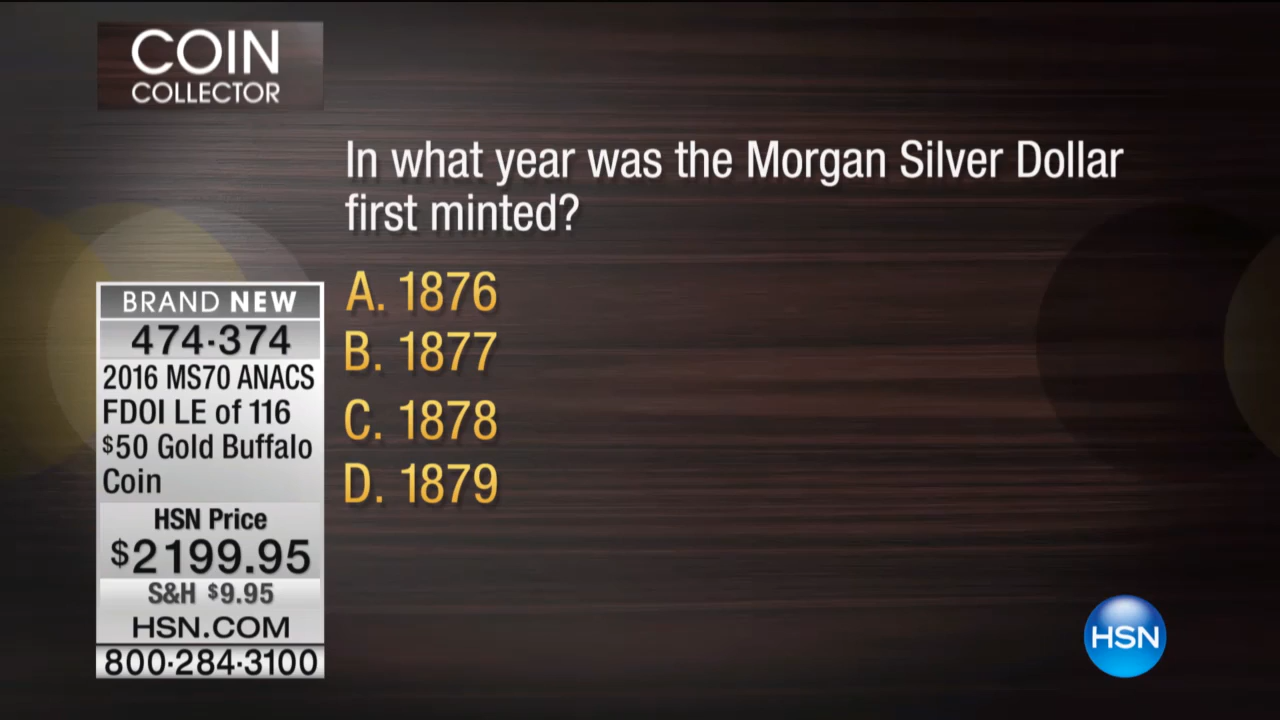 COIN
COLLECTOR
In what year was the Morgan Silver Dollar
first minted?
A. 1876
B. 1877
C. 1878
D. 1879
BRAND NEW
474-374
2016 MS70 ANACS
FDOI LE of 116
$50 Gold Buffalo
Coin
HSN Price
$2199.95
S&H $9.95
HSN.COM
800-284-3100
HSN